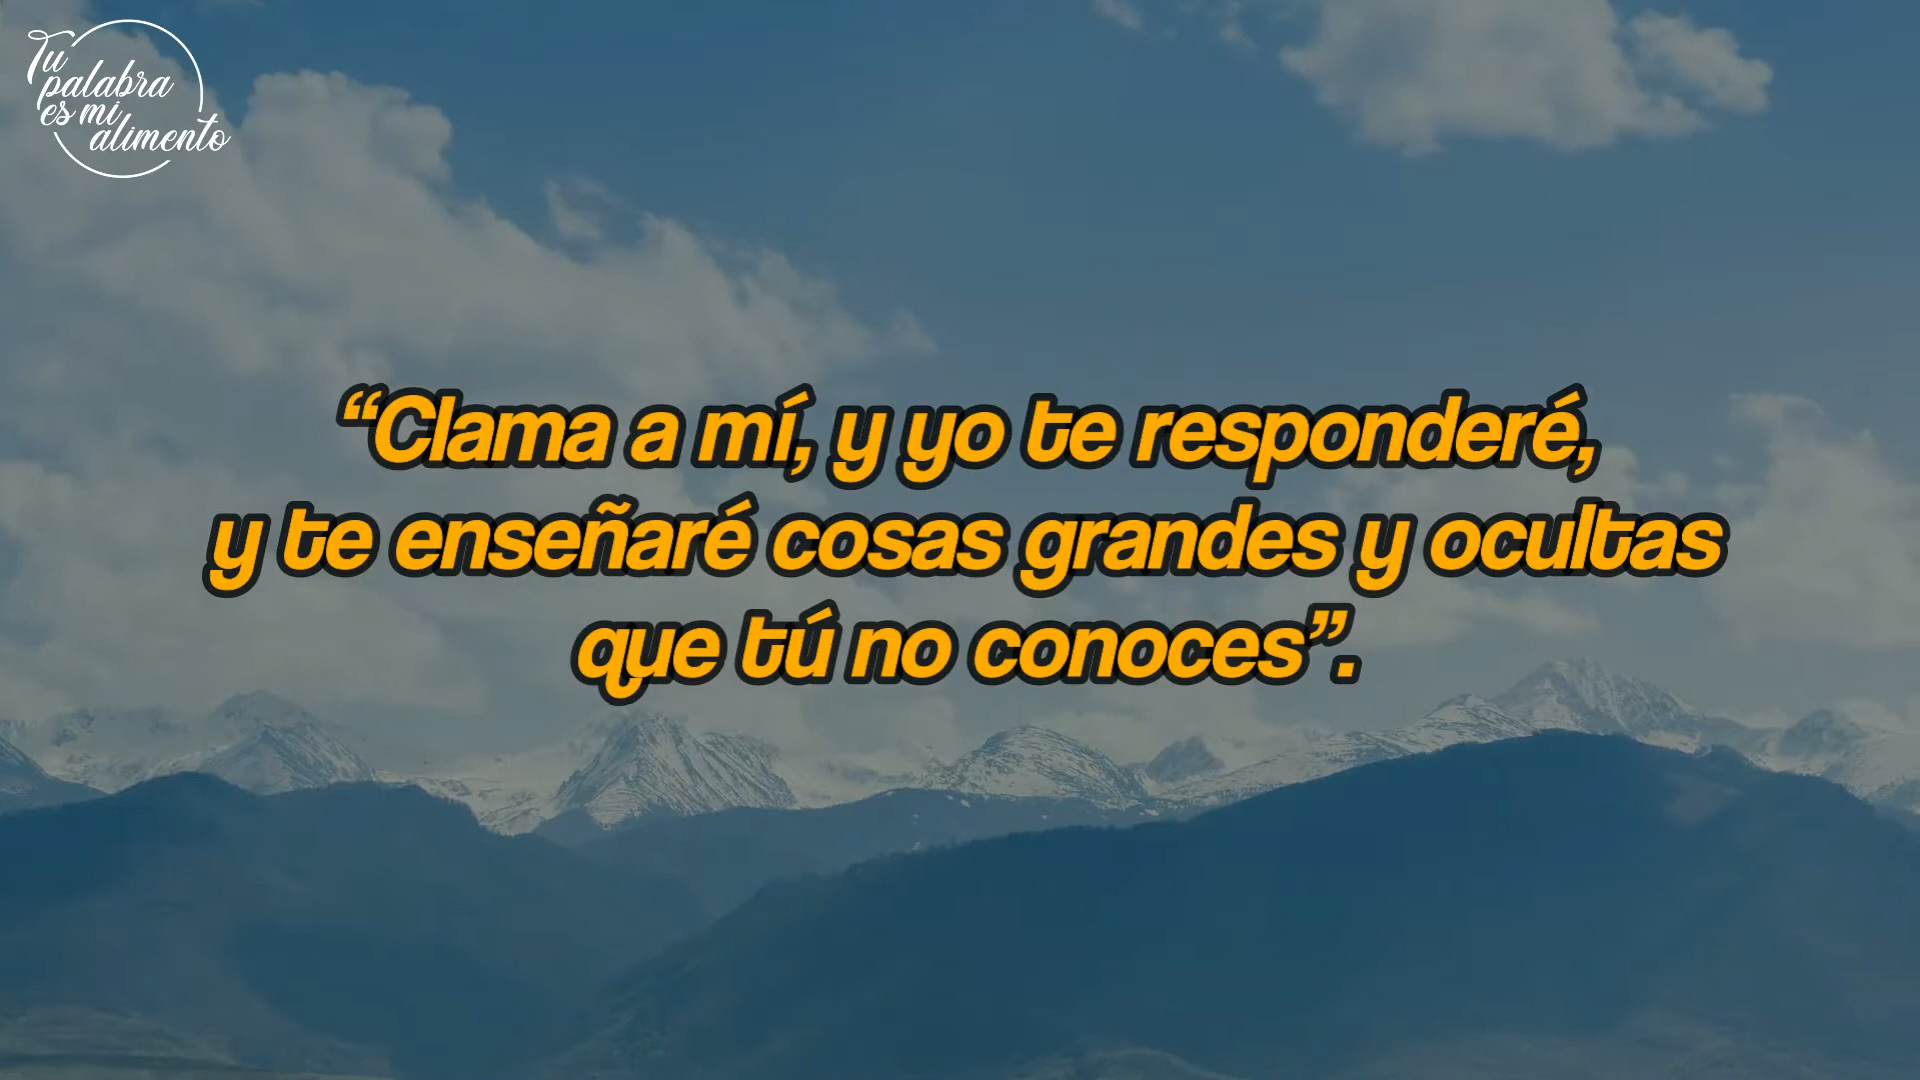 Tu
palabra
es mi
alimento
“Clama a mí, y yo te responderé,
y te enseñaré cosas grandes y ocultas
que tú no conoces”.